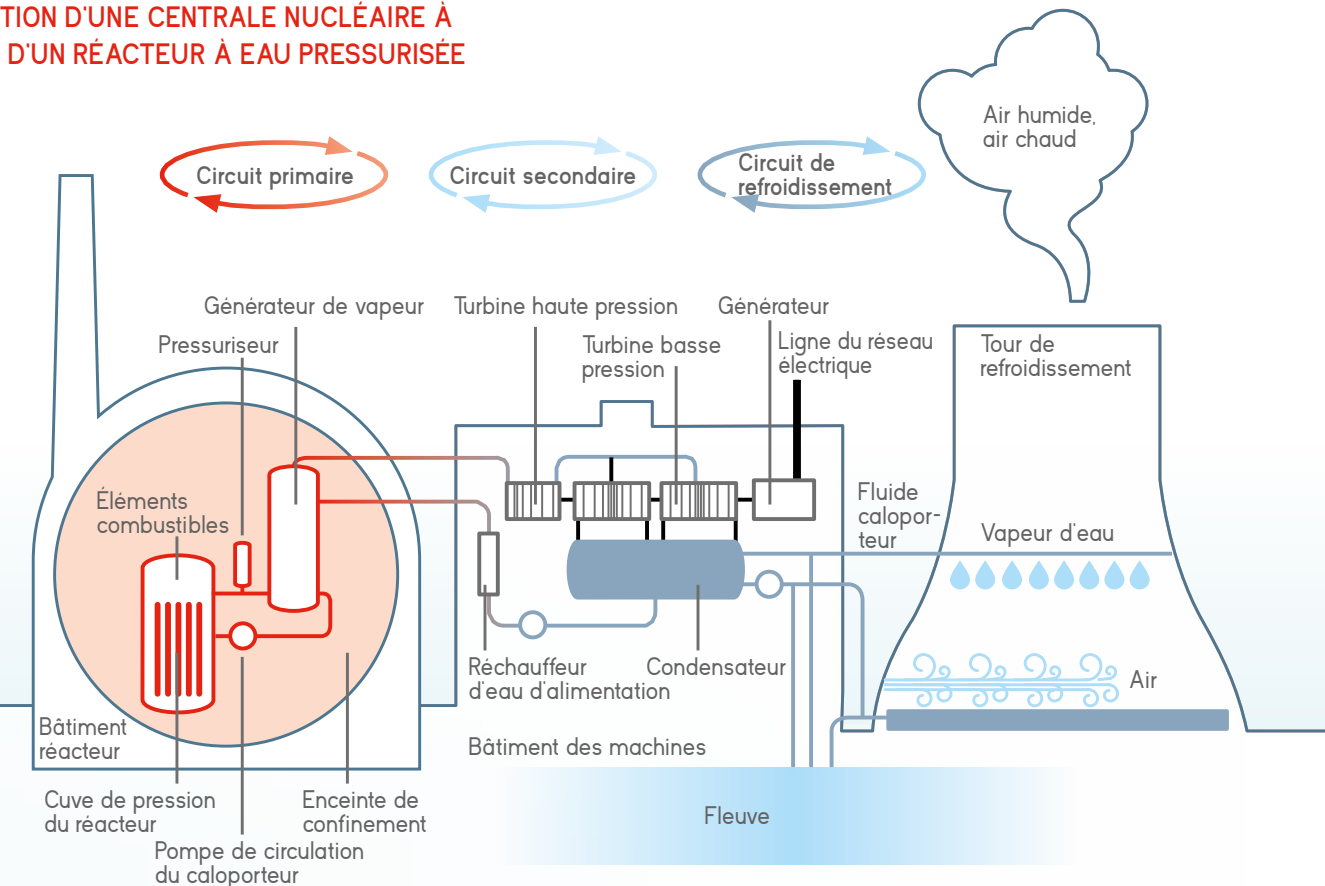 TION D'UNE CENTRALE NUCLÉAIRE À
D'UN RÉACTEUR À EAU PRESSURISÉE
Air humide,
air chaud
Circuit primaire
Circuit secondaire
Circuit de
refroidissement
Générateur de vapeur
Turbine haute pression
Générateur
Pressuriseur
Turbine basse
pression
Ligne du réseau
électrique
Tour de
refroidissement
Éléments
combustibles
Fluide
calopor-
teur
Vapeur d'eau
Réchauffeur
d'eau d'alimentation
Condensateur
Air
Bâtiment
réacteur
Bâtiment des machines
Cuve de pression
du réacteur
Enceinte de
confinement
Fleuve
Pompe de circulation
du caloporteur